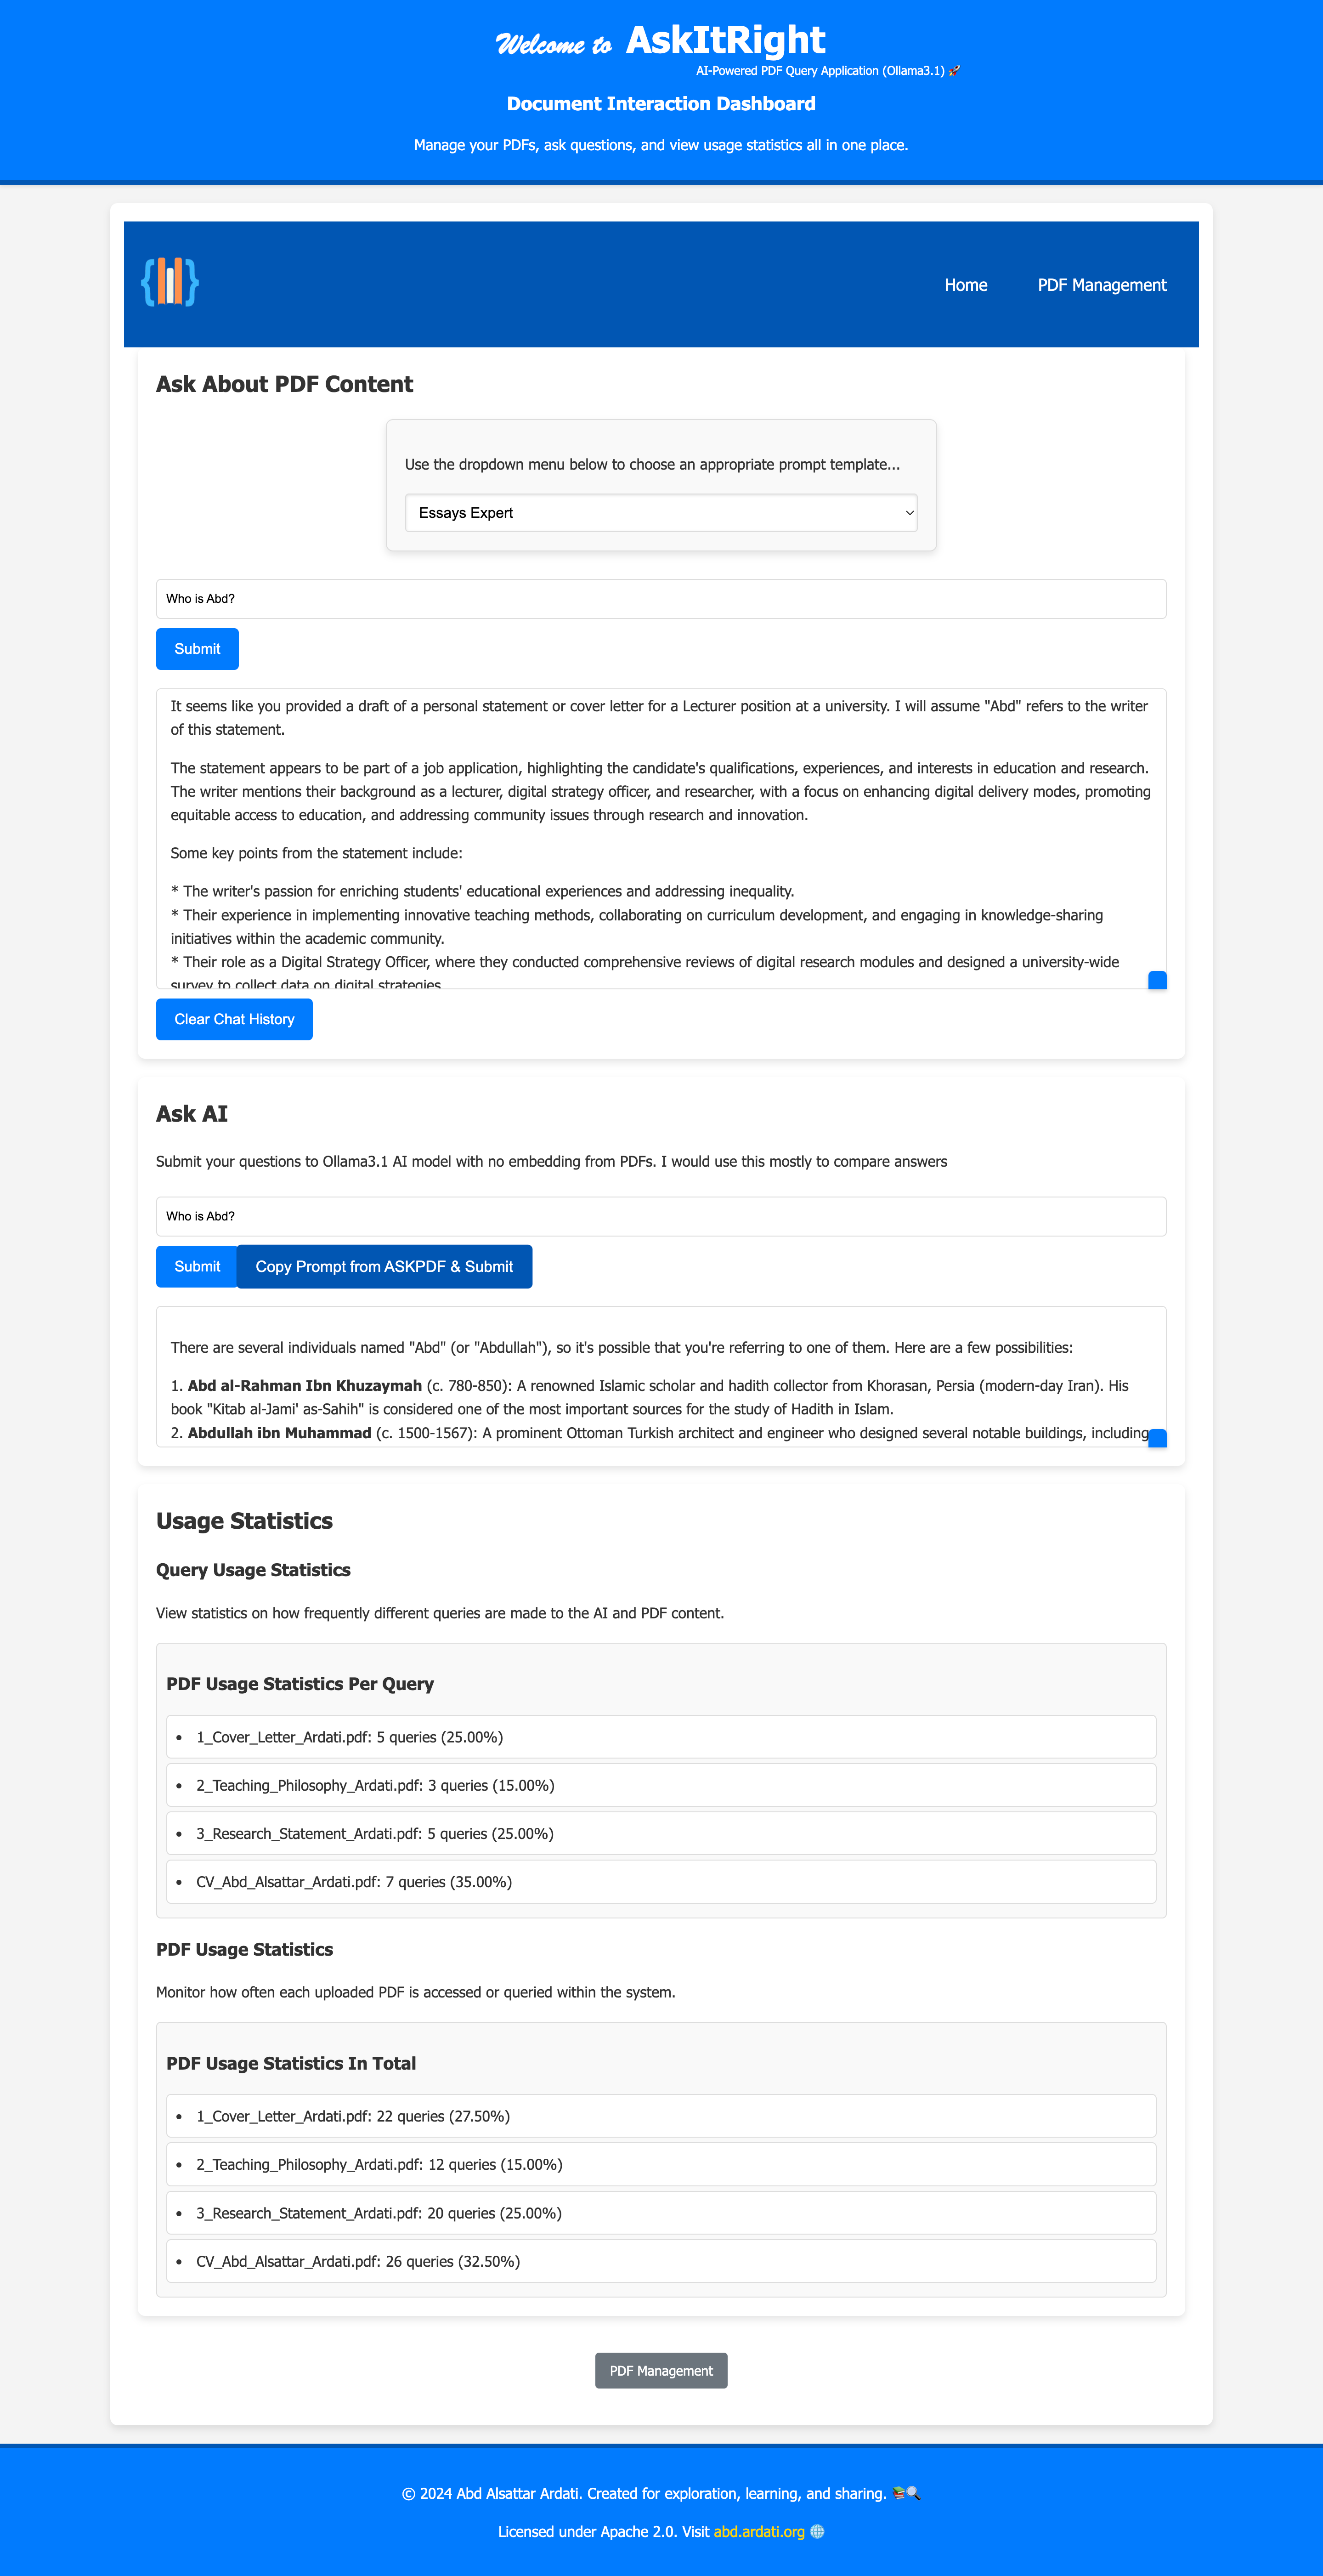 Welcome to AskItRight
AI-Powered PDF Query Application (Ollama3.1) 🚀
Document Interaction Dashboard
Manage your PDFs, ask questions, and view usage statistics all in one place.
Home PDF Management
Ask About PDF Content
Use the dropdown menu below to choose an appropriate prompt template...
Essays Expert
Who is Abd?
Submit
It seems like you provided a draft of a personal statement or cover letter for a Lecturer position at a university. I will assume "Abd" refers to the writer
of this statement.
The statement appears to be part of a job application, highlighting the candidate's qualifications, experiences, and interests in education and research.
The writer mentions their background as a lecturer, digital strategy officer, and researcher, with a focus on enhancing digital delivery modes, promoting
equitable access to education, and addressing community issues through research and innovation.
Some key points from the statement include:
* The writer's passion for enriching students' educational experiences and addressing inequality.
* Their experience in implementing innovative teaching methods, collaborating on curriculum development, and engaging in knowledge-sharing
initiatives within the academic community.
* Their role as a Digital Strategy Officer, where they conducted comprehensive reviews of digital research modules and designed a university-wide
survey to collect data on digital strategies
Clear Chat History
Ask AI
Submit your questions to Ollama3.1 AI model with no embedding from PDFs. I would use this mostly to compare answers
Who is Abd?
Submit Copy Prompt from ASKPDF & Submit
There are several individuals named "Abd" (or "Abdullah"), so it's possible that you're referring to one of them. Here are a few possibilities:
1. Abd al-Rahman Ibn Khuzaymah (c. 780-850): A renowned Islamic scholar and hadith collector from Khorasan, Persia (modern-day Iran). His
book "Kitab al-Jami' as-Sahih" is considered one of the most important sources for the study of Hadith in Islam.
2. Abdullah ibn Muhammad (c. 1500-1567): A prominent Ottoman Turkish architect and engineer who designed several notable buildings, including
Usage Statistics
Query Usage Statistics
View statistics on how frequently different queries are made to the AI and PDF content.
PDF Usage Statistics Per Query
• 1_Cover_Letter_Ardati.pdf: 5 queries (25.00%)
• 2_Teaching_Philosophy_Ardati.pdf: 3 queries (15.00%)
• 3_Research_Statement_Ardati.pdf: 5 queries (25.00%)
• CV_Abd_Alsattar_Ardati.pdf: 7 queries (35.00%)
PDF Usage Statistics
Monitor how often each uploaded PDF is accessed or queried within the system.
PDF Usage Statistics In Total
• 1_Cover_Letter_Ardati.pdf: 22 queries (27.50%)
• 2_Teaching_Philosophy_Ardati.pdf: 12 queries (15.00%)
• 3_Research_Statement_Ardati.pdf: 20 queries (25.00%)
• CV_Abd_Alsattar_Ardati.pdf: 26 queries (32.50%)
PDF Management
© 2024 Abd Alsattar Ardati. Created for exploration, learning, and sharing. 📚🔍
Licensed under Apache 2.0. Visit abd.ardati.org 🌐